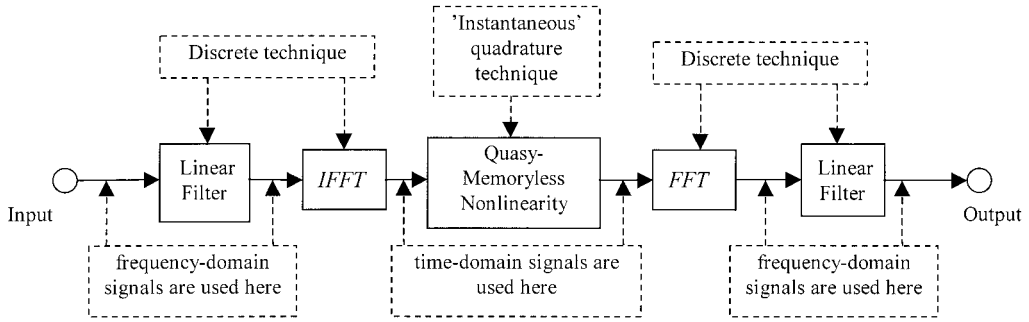 'Instantaneous'
quadrature
technique
Discrete technique
Discrete technique
Linear
Filter
IFFT
Quasy-
Memoryless
Nonlinearity
FFT
Linear
Filter
Input
Output
frequency-domain
signals are used here
time-domain signals are
used here
frequency-domain
signals are used here